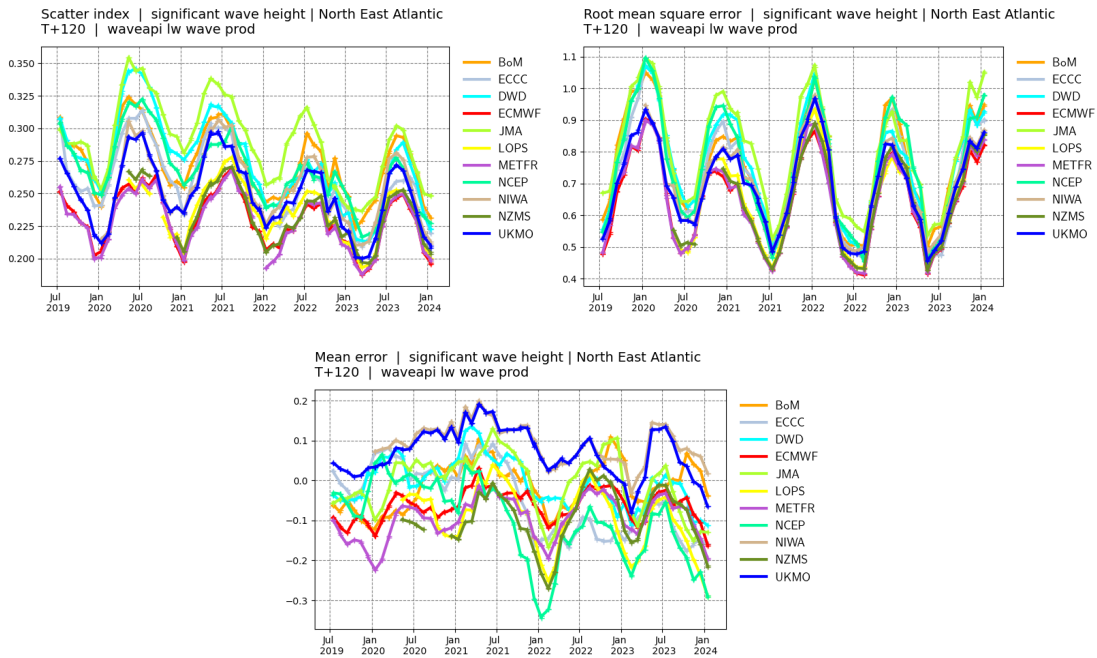 Scatter index | significant wave height | North East Atlantic
T+120 | waveapi lw wave prod
0.350
0.325
0.300
0.275
0.250
0.225
0.200
Jul
2019
Jan
2020
Jul
2020
Jan
2021
Jul
2021
Jan
2022
Jul
2022
Jan
2023
Jul
2023
Jan
2024
BoM
ECCC
DWD
ECMWF
JMA
LOPS
METFR
NCEP
NIWA
NZMS
UKMO
Root mean square error | significant wave height | North East Atlantic
T+120 | waveapi lw wave prod
1.1
1.0
0.9
0.8
0.7
0.6
0.5
0.4
Jul
2019
Jan
2020
Jul
2020
Jan
2021
Jul
2021
Jan
2022
Jul
2022
Jan
2023
Jul
2023
Jan
2024
BoM
ECCC
DWD
ECMWF
JMA
LOPS
METFR
NCEP
NIWA
NZMS
UKMO
Mean error | significant wave height | North East Atlantic
T+120 | waveapi lw wave prod
0.2
0.1
0.0
−0.1
−0.2
−0.3
Jul
2019
Jan
2020
Jul
2020
Jan
2021
Jul
2021
Jan
2022
Jul
2022
Jan
2023
Jul
2023
Jan
2024
BoM
ECCC
DWD
ECMWF
JMA
LOPS
METFR
NCEP
NIWA
NZMS
UKMO